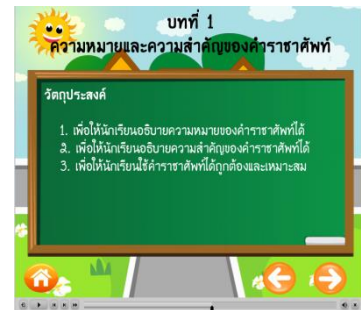 บทที่ 1
ความหมายและความสำคัญของคำราชาศัพท์
วัตถุประสงค์
1. เพื่อให้นักเรียนอธิบายความหมายของคำราชาศัพท์ได้
2. เพื่อให้นักเรียนอธิบายความสำคัญของคำราชาศัพท์ได้
3. เพื่อให้นักเรียนใช้คำราชาศัพท์ได้ถูกต้องและเหมาะสม